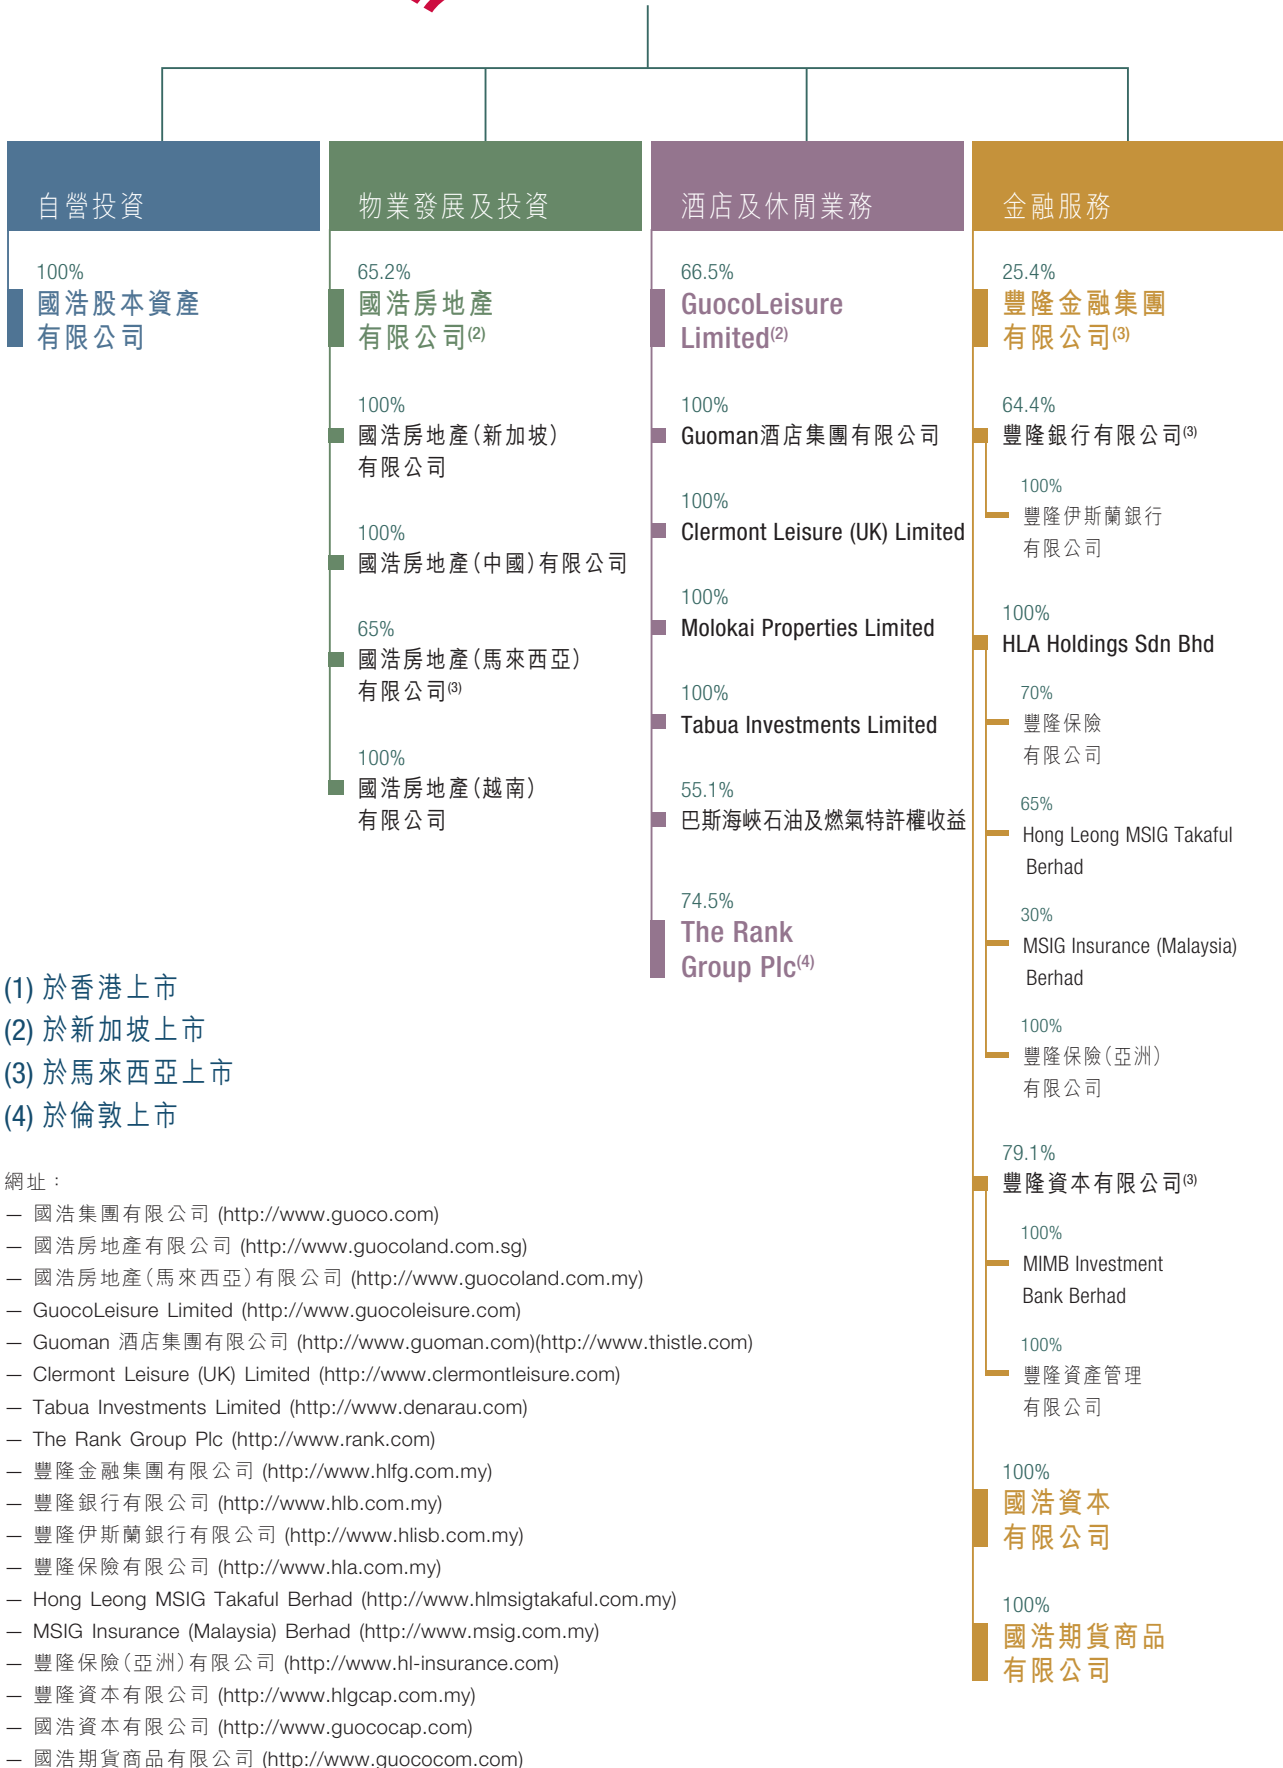 自營投資
100%
國浩股本資產
有限公司
物業發展及投資
65.2%
國浩房地產
有限公司(2)
100%
國浩房地產(新加坡)
有限公司
100%
國浩房地產(中國)有限公司
65%
國浩房地產(馬來西亞)
有限公司(3)
100%
國浩房地產(越南)
有限公司
酒店及休閒業務
66.5%
GuocoLeisure
Limited(2)
100%
Guoman酒店集團有限公司
100%
Clermont Leisure (UK) Limited
100%
Molokai Properties Limited
100%
Tabua Investments Limited
55.1%
巴斯海峽石油及燃氣特許權收益
74.5%
The Rank
Group Plc(4)
金融服務
25.4%
豐隆金融集團
有限公司(3)
64.4%
豐隆銀行有限公司(3)
100%
豐隆伊斯蘭銀行
有限公司
100%
HLA Holdings Sdn Bhd
70%
豐隆保險
有限公司
65%
Hong Leong MSIG Takaful
Berhad
30%
MSIG Insurance (Malaysia)
Berhad
100%
豐隆保險(亞洲)
有限公司
79.1%
豐隆資本有限公司(3)
100%
MIMB Investment
Bank Berhad
100%
豐隆資產管理
有限公司
100%
國浩資本
有限公司
100%
國浩期貨商品
有限公司
(1) 於香港上市
(2) 於新加坡上市
(3) 於馬來西亞上市
(4) 於倫敦上市
網址：
— 國浩集團有限公司 (http://www.guoco.com)
— 國浩房地產有限公司 (http://www.guocoland.com.sg)
— 國浩房地產(馬來西亞)有限公司 (http://www.guocoland.com.my)
— GuocoLeisure Limited (http://www.guocoleisure.com)
— Guoman 酒店集團有限公司 (http://www.guoman.com)(http://www.thistle.com)
— Clermont Leisure (UK) Limited (http://www.clermontleisure.com)
— Tabua Investments Limited (http://www.denarau.com)
— The Rank Group Plc (http://www.rank.com)
— 豐隆金融集團有限公司 (http://www.hlfg.com.my)
— 豐隆銀行有限公司 (http://www.hlb.com.my)
— 豐隆伊斯蘭銀行有限公司 (http://www.hlisb.com.my)
— 豐隆保險有限公司 (http://www.hla.com.my)
— Hong Leong MSIG Takaful Berhad (http://www.hlmsigtakaful.com.my)
— MSIG Insurance (Malaysia) Berhad (http://www.msig.com.my)
— 豐隆保險(亞洲)有限公司 (http://www.hl-insurance.com)
— 豐隆資本有限公司 (http://www.hlgcap.com.my)
— 國浩資本有限公司 (http://www.guococap.com)
— 國浩期貨商品有限公司 (http://www.guococom.com)